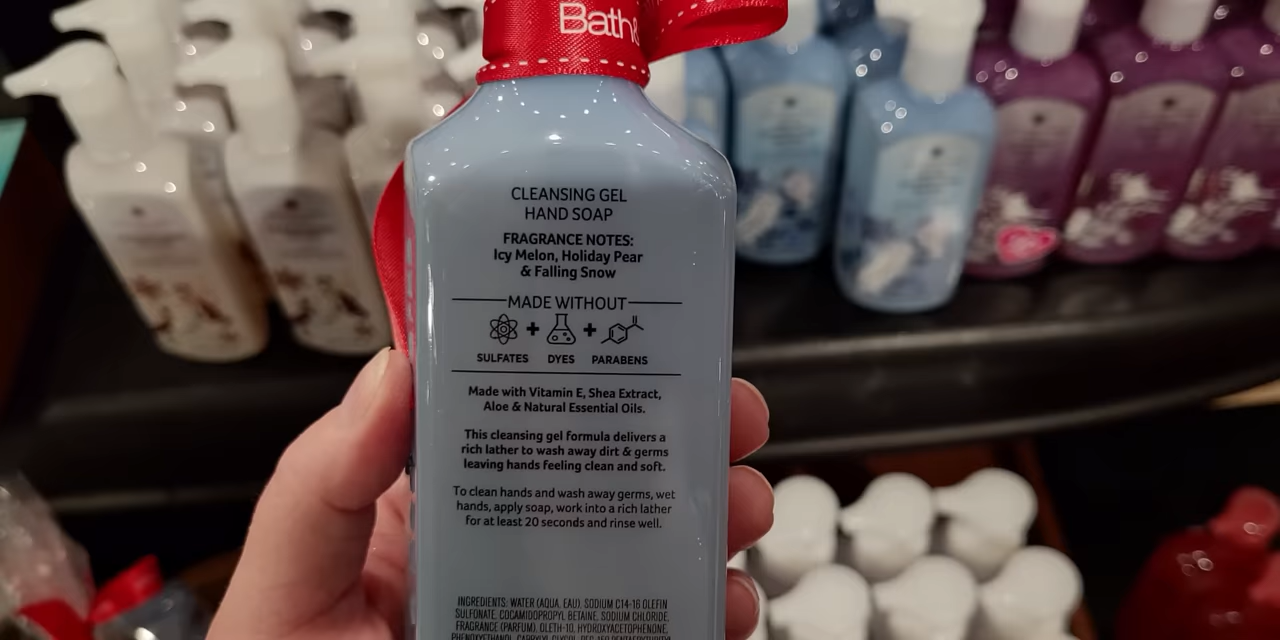 Bath&
CLEANSING GEL
HAND SOAP
FRAGRANCE NOTES:
Icy Melon, Holiday Pear
& Falling Snow
MADE WITHOUT
SULFATES + DYES + PARABENS
Made with Vitamin E, Shea Extract,
Aloe & Natural Essential Oils.
This cleansing gel formula delivers a
rich lather to wash away dirt & germs
leaving hands feeling clean and soft.
To clean hands and wash away germs, wet
hands, apply soap, work into a rich lather
for at least 20 seconds and rinse well.
INGREDIENTS: WATER (AQUA, EAU), SODIUM C14-16 OLEFIN
SULFONATE, COCAMIDOPROPYL BETAINE, SODIUM CHLORIDE,
FRAGRANCE (PARFUM), OLETH-10, HYDROXYACETOPHENONE,